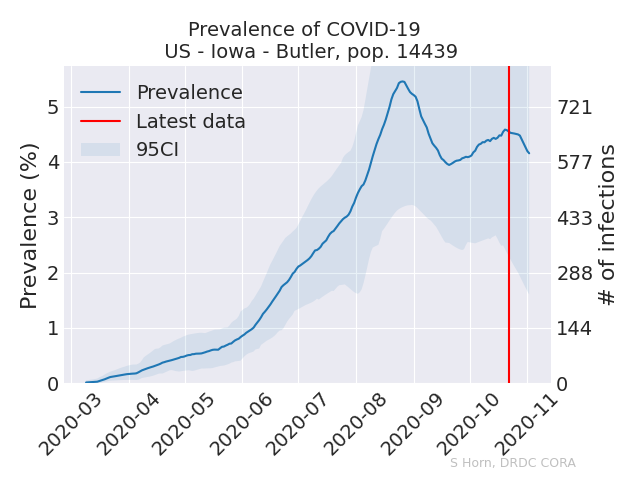 Prevalence of COVID-19
US - Iowa - Butler, pop. 14439
Prevalence
Latest data
95CI
Prevalence (%)
5
4
3
2
1
0
721
577
433
288
144
0
# of infections
2020-03
2020-04
2020-05
2020-06
2020-07
2020-08
2020-09
2020-10
2020-11
S Horn, DRDC CORA